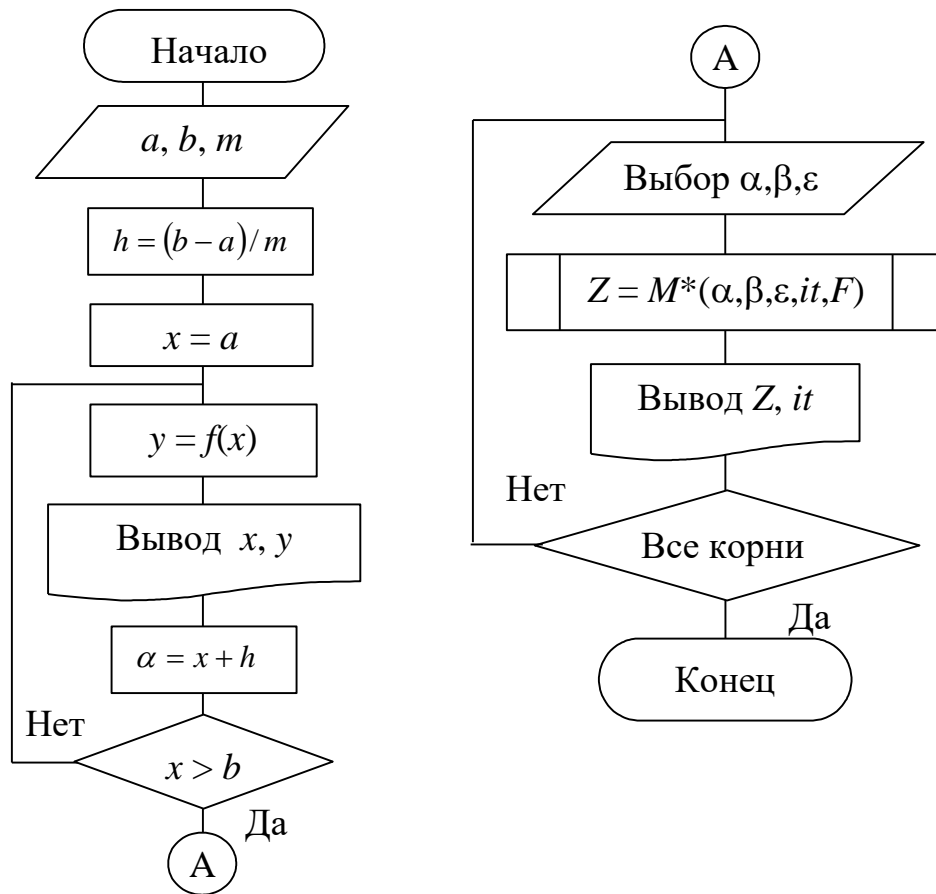 Начало
a, b, m
h = (b − a) / m
x = a
y = f(x)
Вывод x, y
α = x + h
Нет
x > b
Да
А
А
Выбор α,β,ε
Z = M*(α,β,ε,it,F)
Вывод Z, it
Нет
Все корни
Да
Конец